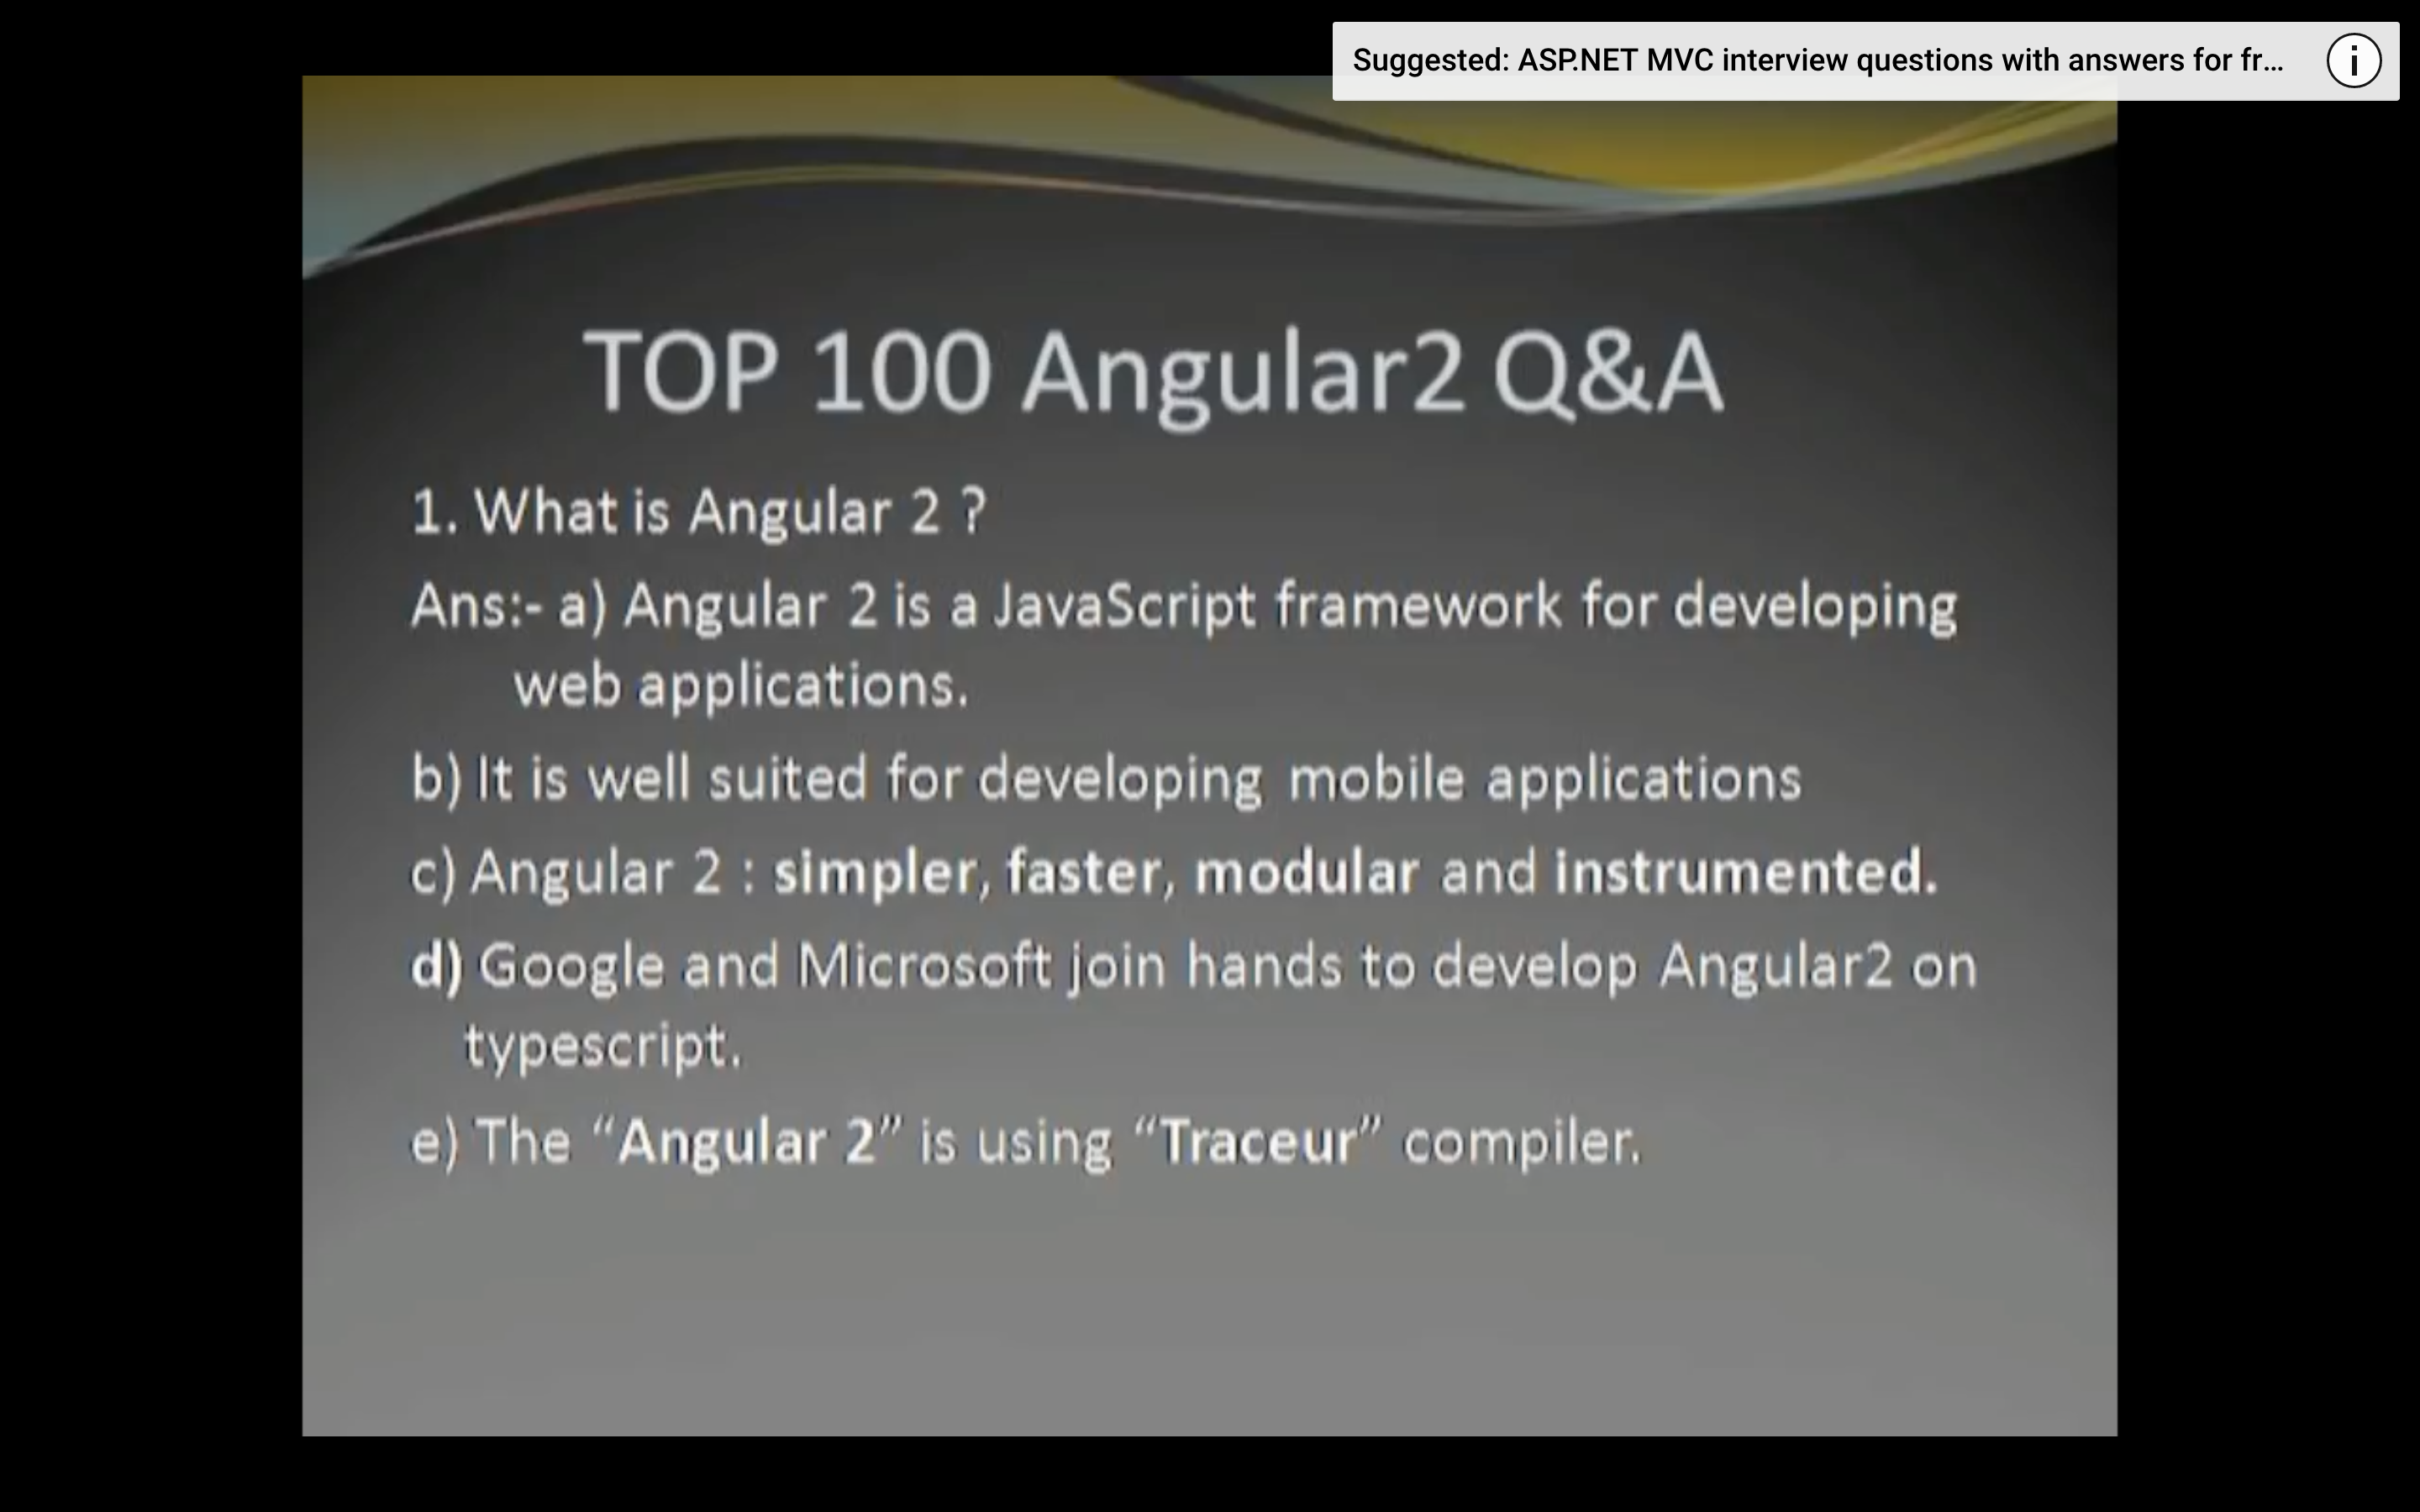 Suggested: ASP.NET MVC interview questions with answers for fr...
TOP 100 Angular2 Q&A
1. What is Angular 2 ?
Ans:- a) Angular 2 is a JavaScript framework for developing
web applications.
b) It is well suited for developing mobile applications
c) Angular 2 : simpler, faster, modular and instrumented.
d) Google and Microsoft join hands to develop Angular2 on
typescript.
e) The “Angular 2” is using “Traceur” compiler.